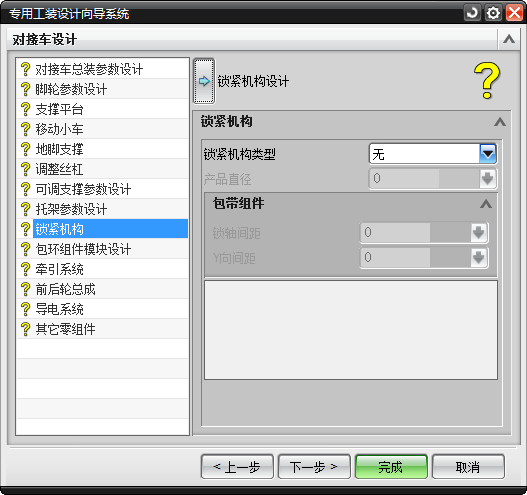 专用工装设计向导系统
对接车设计
? 对接车总装参数设计
? 脚轮参数设计
? 支撑平台
? 移动小车
? 地脚支撑
? 调整丝杠
? 可调支撑参数设计
? 托架参数设计
? 锁紧机构
? 包环组件模块设计
? 牵引系统
? 前后轮总成
? 导电系统
? 其它零组件
锁紧机构设计
?
锁紧机构
锁紧机构类型 无
产品直径 0
包带组件
锁轴间距 0
Y向间距 0
< 上一步 下一步 > 完成 取消